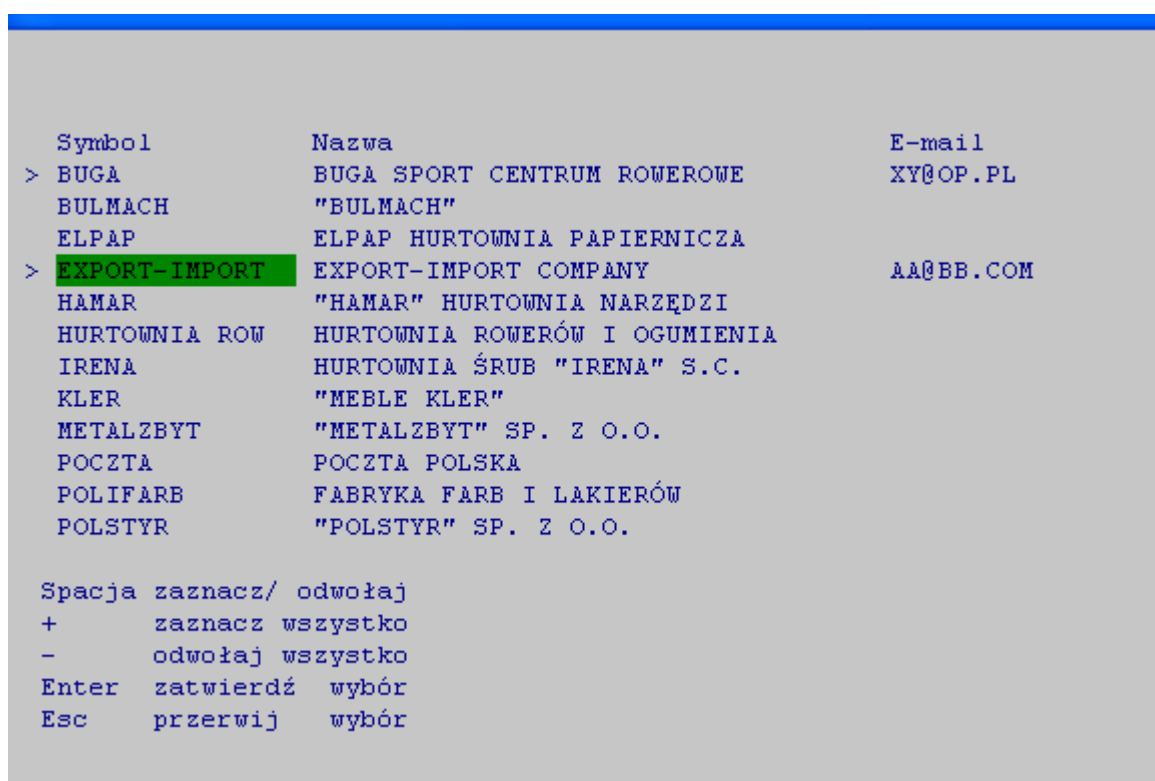 Symbol Nazwa E-mail
> BUGA BUGA SPORT CENTRUM ROWEROWE XY@OP.PL
BULMACH "BULMACH"
ELPAP ELPAP HURTOWNIA PAPIERNICZA
> EXPORT-IMPORT EXPORT-IMPORT COMPANY AA@BB.COM
HAMAR "HAMAR" HURTOWNIA NARZĘDZI
HURTOWNIA ROW HURTOWNIA ROWERÓW I OGUMIENIA
IRENA HURTOWNIA ŚRUB "IRENA" S.C.
KLER "MEBLE KLER"
METALZBYT "METALZBYT" SP. Z O.O.
POCZTA POCZTA POLSKA
POLIFARB FABRYKA FARB I LAKIERÓW
POLSTYR "POLSTYR" SP. Z O.O.
Spacja zaznacz/ odwołaj
+ zaznacz wszystko
- odwołaj wszystko
Enter zatwierdź wybór
Esc przerwij wybór